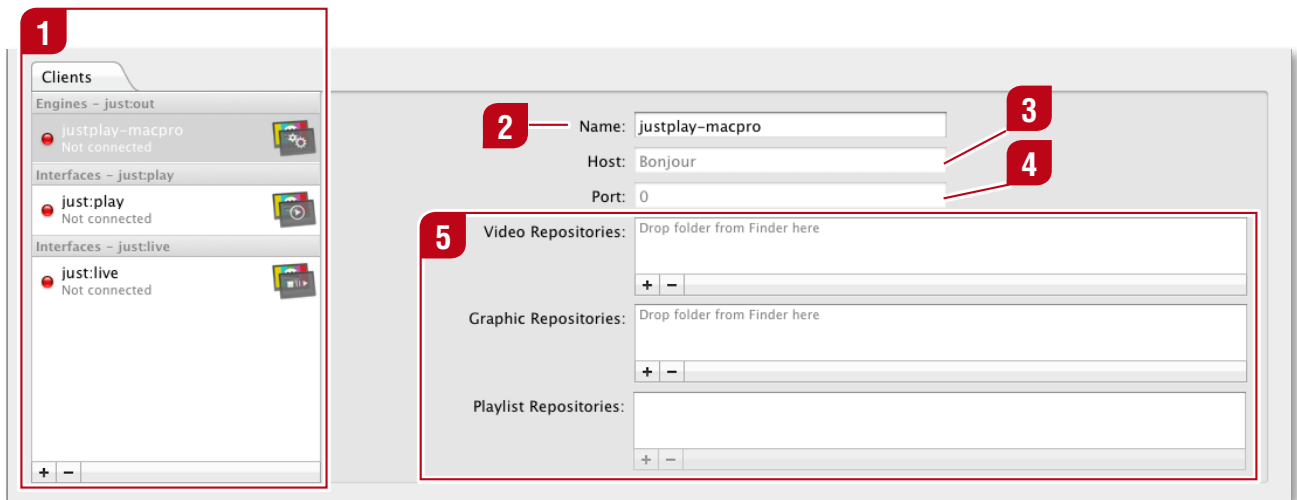 1
Clients
Engines - just:out
justplay-macpro
Not connected
Interfaces - just:play
just:play
Not connected
Interfaces - just:live
just:live
Not connected
+ -
2
Name: justplay-macpro
3
Host: Bonjour
4
Port: 0
5
Video Repositories: Drop folder from Finder here
+ -
Graphic Repositories: Drop folder from Finder here
+ -
Playlist Repositories:
+ -